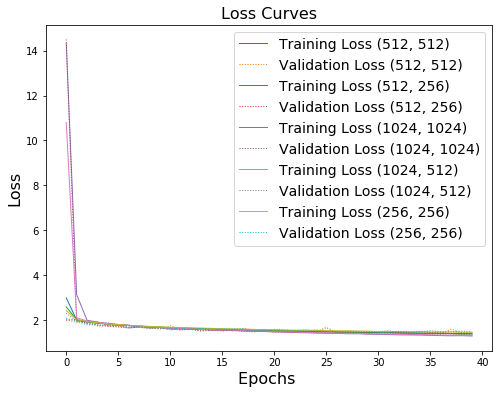 Loss Curves
14
12
10
8
6
4
2
Loss
Training Loss (512, 512)
Validation Loss (512, 512)
Training Loss (512, 256)
Validation Loss (512, 256)
Training Loss (1024, 1024)
Validation Loss (1024, 1024)
Training Loss (1024, 512)
Validation Loss (1024, 512)
Training Loss (256, 256)
Validation Loss (256, 256)
0 5 10 15 20 25 30 35 40
Epochs